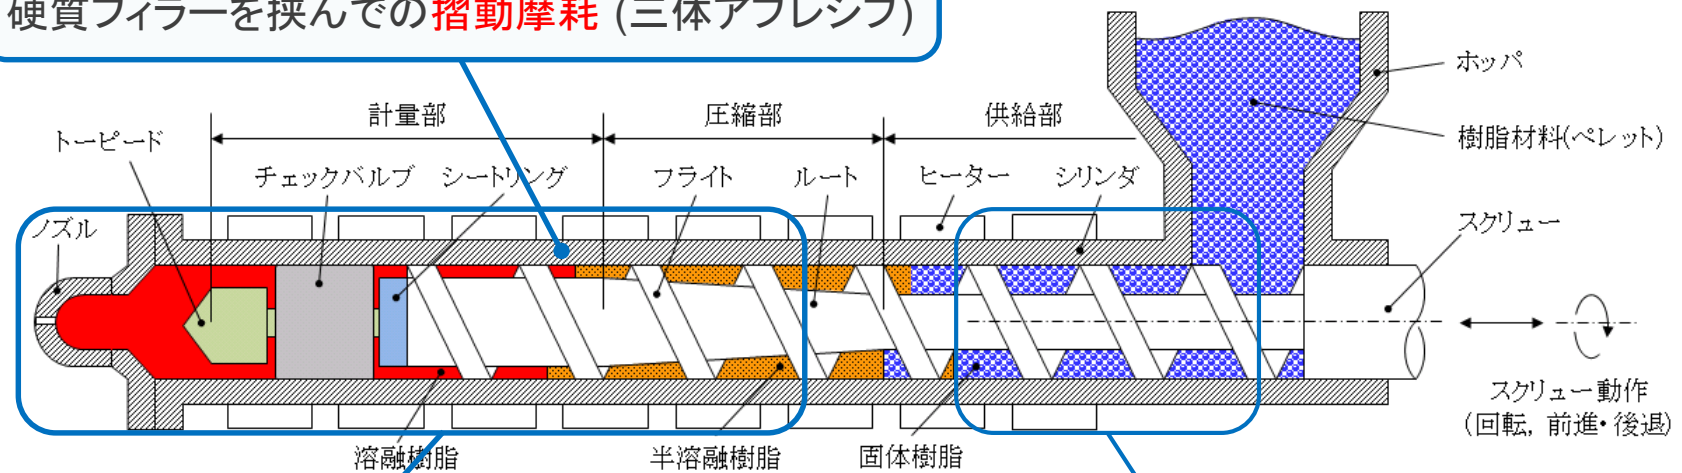 硬質フィラーを挟んでの摺動摩耗 (三体アブレシブ)
ホッパ
計量部
圧縮部
供給部
トーピード
樹脂材料(ペレット)
チェックバルブ
シートリング
フライト
ルート
ヒーター
シリンダ
ノズル
スクリュー
スクリュー動作
(回転, 前進・後退)
溶融樹脂
半溶融樹脂
固体樹脂